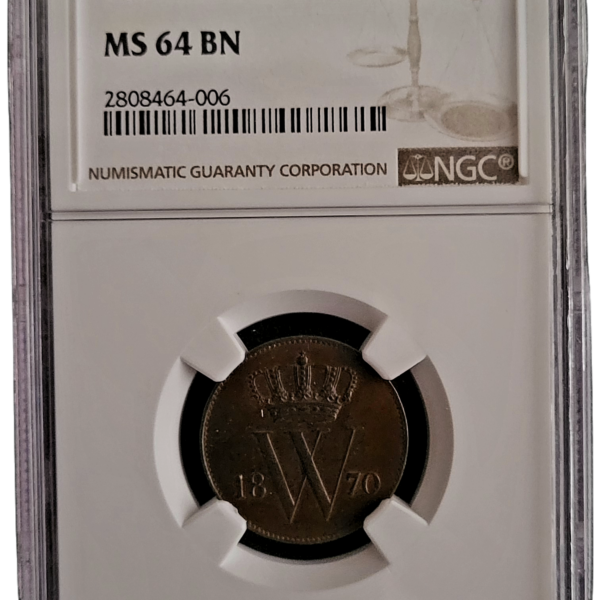 MS 64 BN
2808464-006
NUMISMATIC GUARANTY CORPORATION NGC®
W
18 70